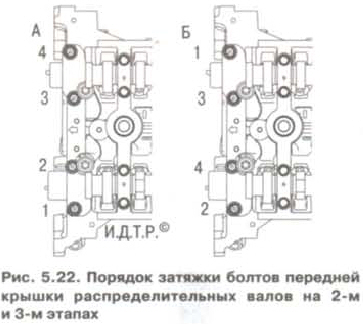 А
Б
4
1
3
3
2
4
1
2
И.Д.Т.Р.©
Рис. 5.22. Порядок затяжки болтов передней
крышки распределительных валов на 2-м
и 3-м этапах